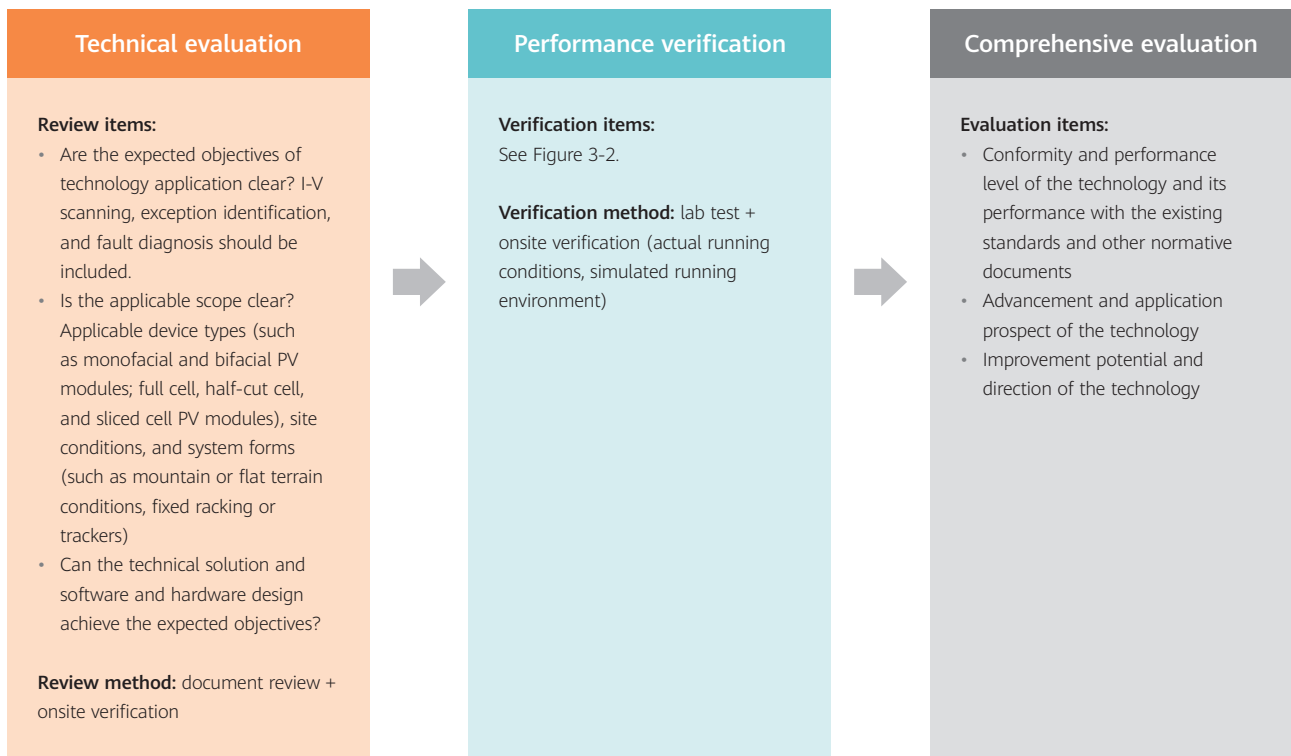 Technical evaluation
Review items:
• Are the expected objectives of
technology application clear? I-V
scanning, exception identification,
and fault diagnosis should be
included.
• Is the applicable scope clear?
Applicable device types (such
as monofacial and bifacial PV
modules; full cell, half-cut cell,
and sliced cell PV modules), site
conditions, and system forms
(such as mountain or flat terrain
conditions, fixed racking or
trackers)
• Can the technical solution and
software and hardware design
achieve the expected objectives?
Review method: document review +
onsite verification
Performance verification
Verification items:
See Figure 3-2.
Verification method: lab test +
onsite verification (actual running
conditions, simulated running
environment)
Comprehensive evaluation
Evaluation items:
• Conformity and performance
level of the technology and its
performance with the existing
standards and other normative
documents
• Advancement and application
prospect of the technology
• Improvement potential and
direction of the technology